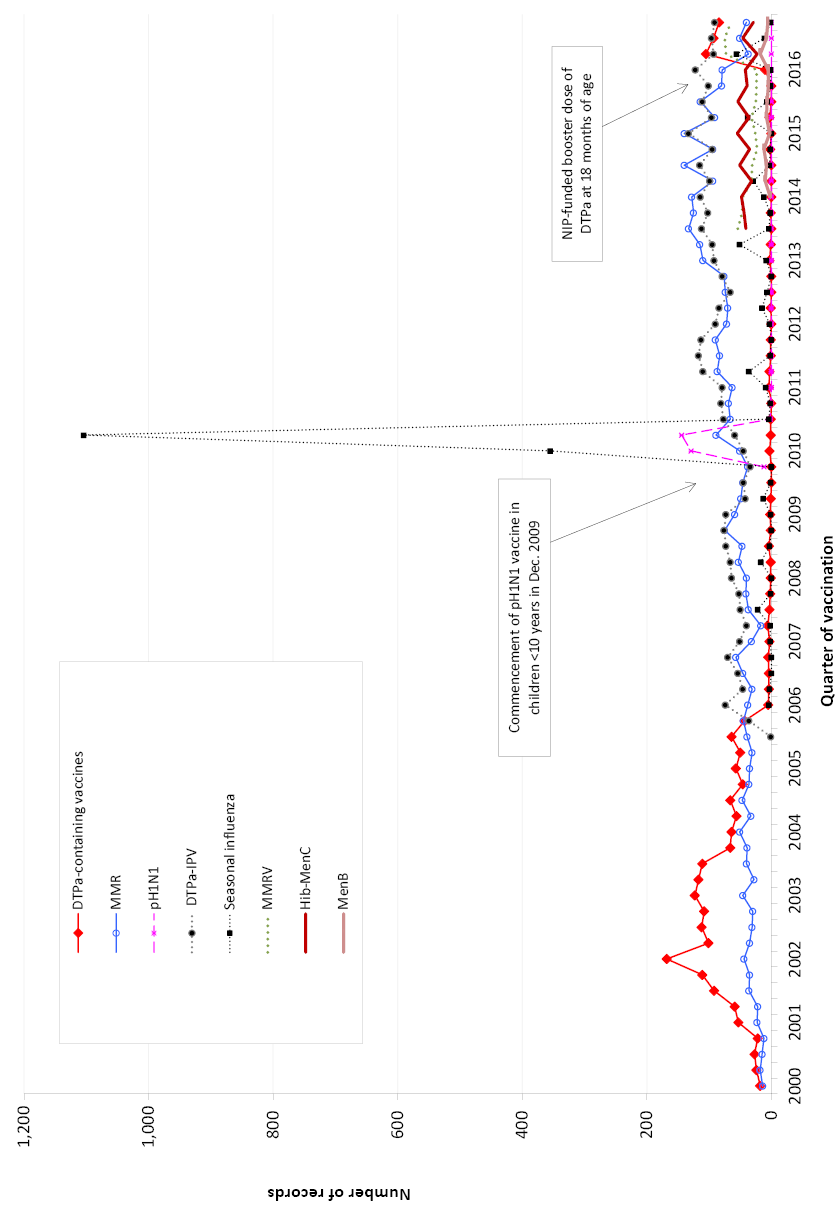 1,200
1,000
800
600
400
200
0
Number of records
DTPa-containing vaccines
MMR
pH1N1
DTPa-IPV
Seasonal influenza
MMRV
Hib-MenC
MenB
Commencement of pH1N1 vaccine in
children <10 years in Dec. 2009
NIP-funded booster dose of
DTPa at 18 months of age
2000 2001 2002 2003 2004 2005 2006 2007 2008 2009 2010 2011 2012 2013 2014 2015 2016
Quarter of vaccination